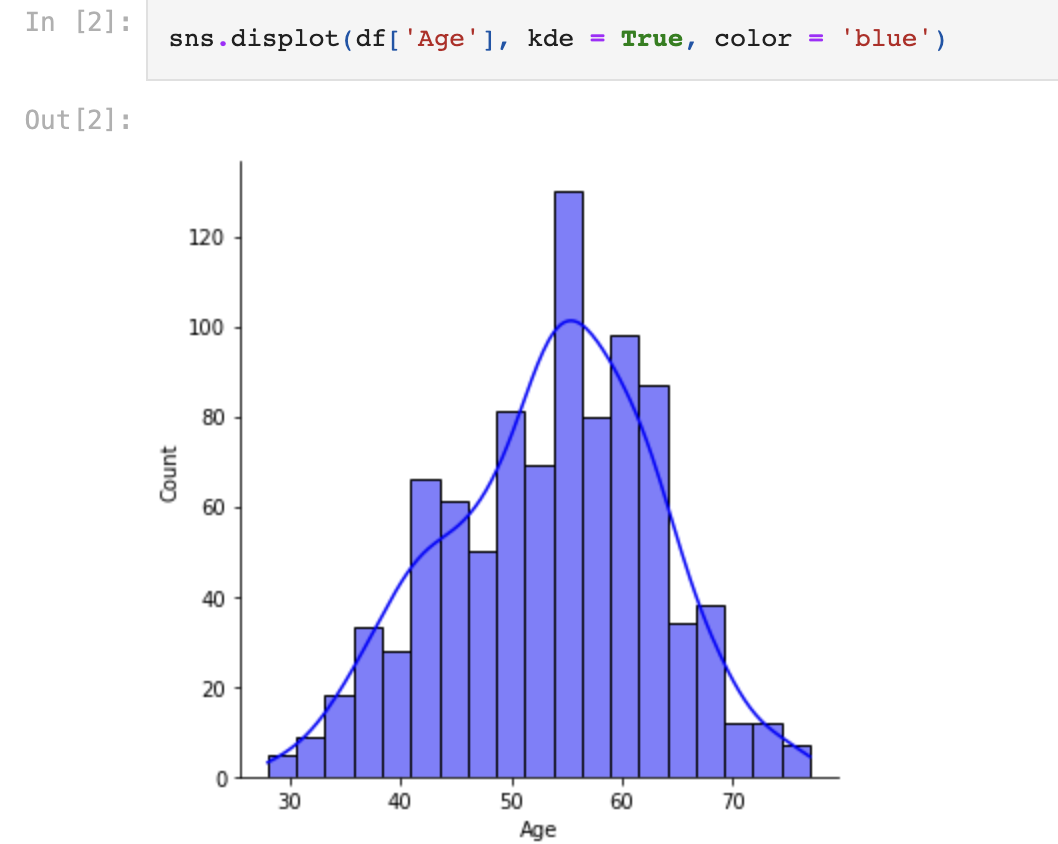 In [2]:
sns.displot(df['Age'], kde = True, color = 'blue')
Out[2]:
120
100
80
60
40
20
0
Count
30 40 50 60 70
Age